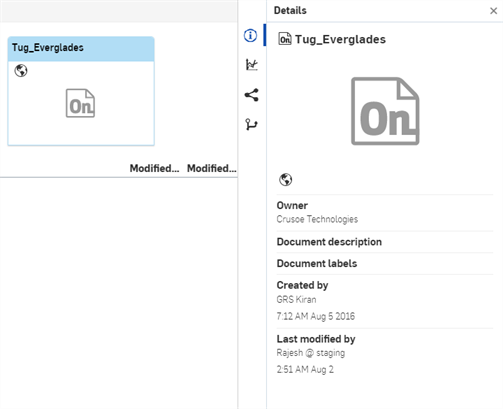 Details
Tug_Everglades
On
Modified... Modified...
Tug_Everglades
On
Owner
Crusoe Technologies
Document description
Document labels
Created by
GRS Kiran
7:12 AM Aug 5 2016
Last modified by
Rajesh @ staging
2:51 AM Aug 2